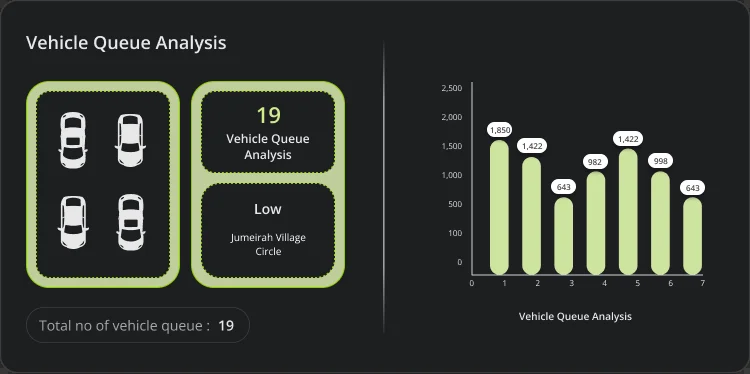 Vehicle Queue Analysis
19
Vehicle Queue
Analysis
Low
Jumeirah Village
Circle
Total no of vehicle queue : 19
2,500
2,000
1,500
1,000
500
100
0
1,850
1,422
643
982
1,422
998
643
0 1 2 3 4 5 6 7
Vehicle Queue Analysis